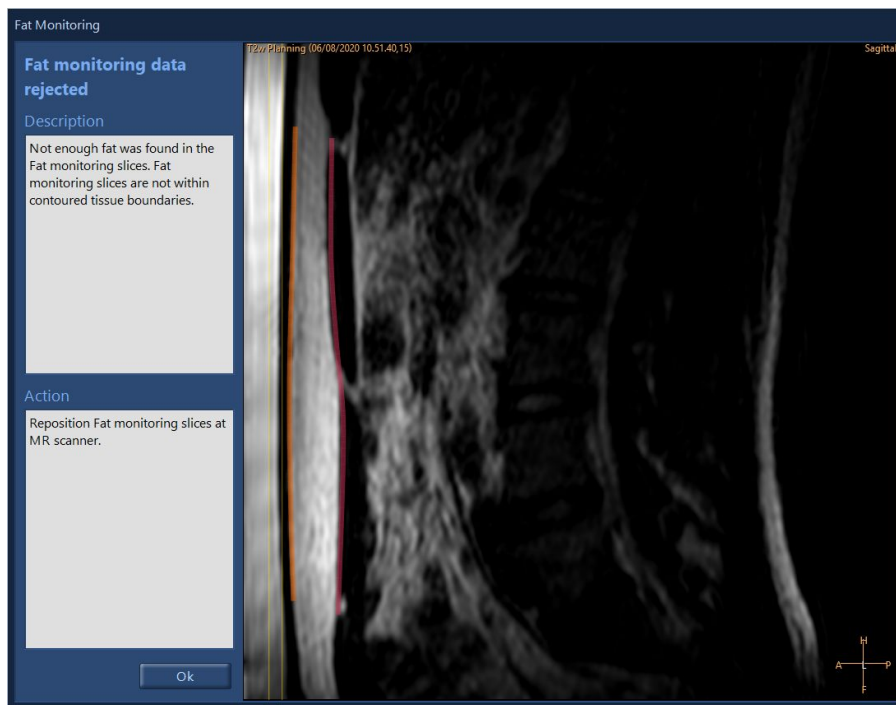 Fat Monitoring
Fat monitoring data
rejected
Description
Not enough fat was found in the
Fat monitoring slices. Fat
monitoring slices are not within
contoured tissue boundaries.
Action
Reposition Fat monitoring slices at
MR scanner.
Ok
T2w Planning (06/08/2020 10.51.40,15)
Sagittal
H
A L P
F